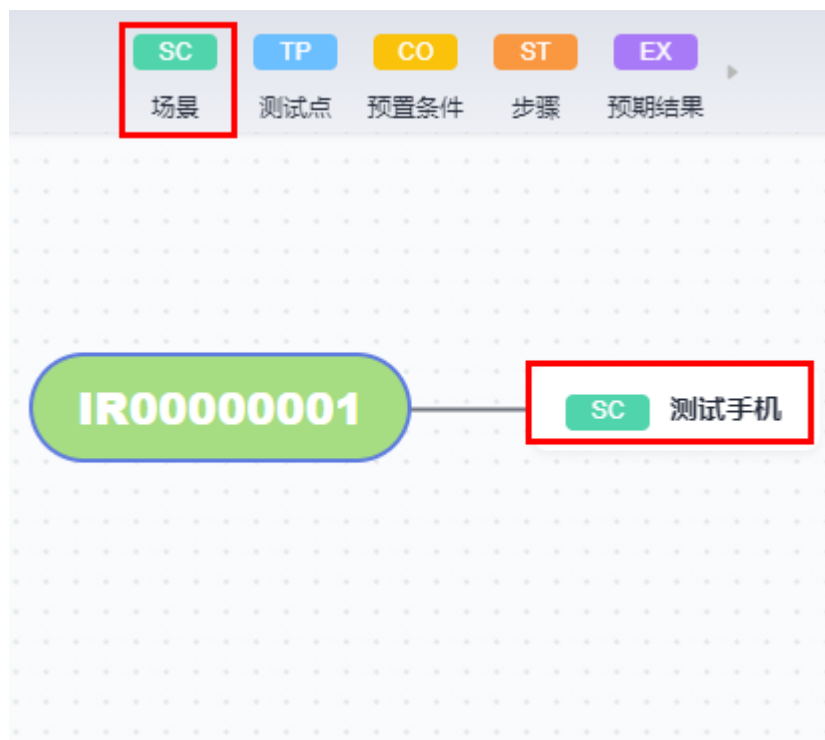 SC TP CO ST EX
场景 测试点 预置条件 步骤 预期结果
IR00000001 SC 测试手机